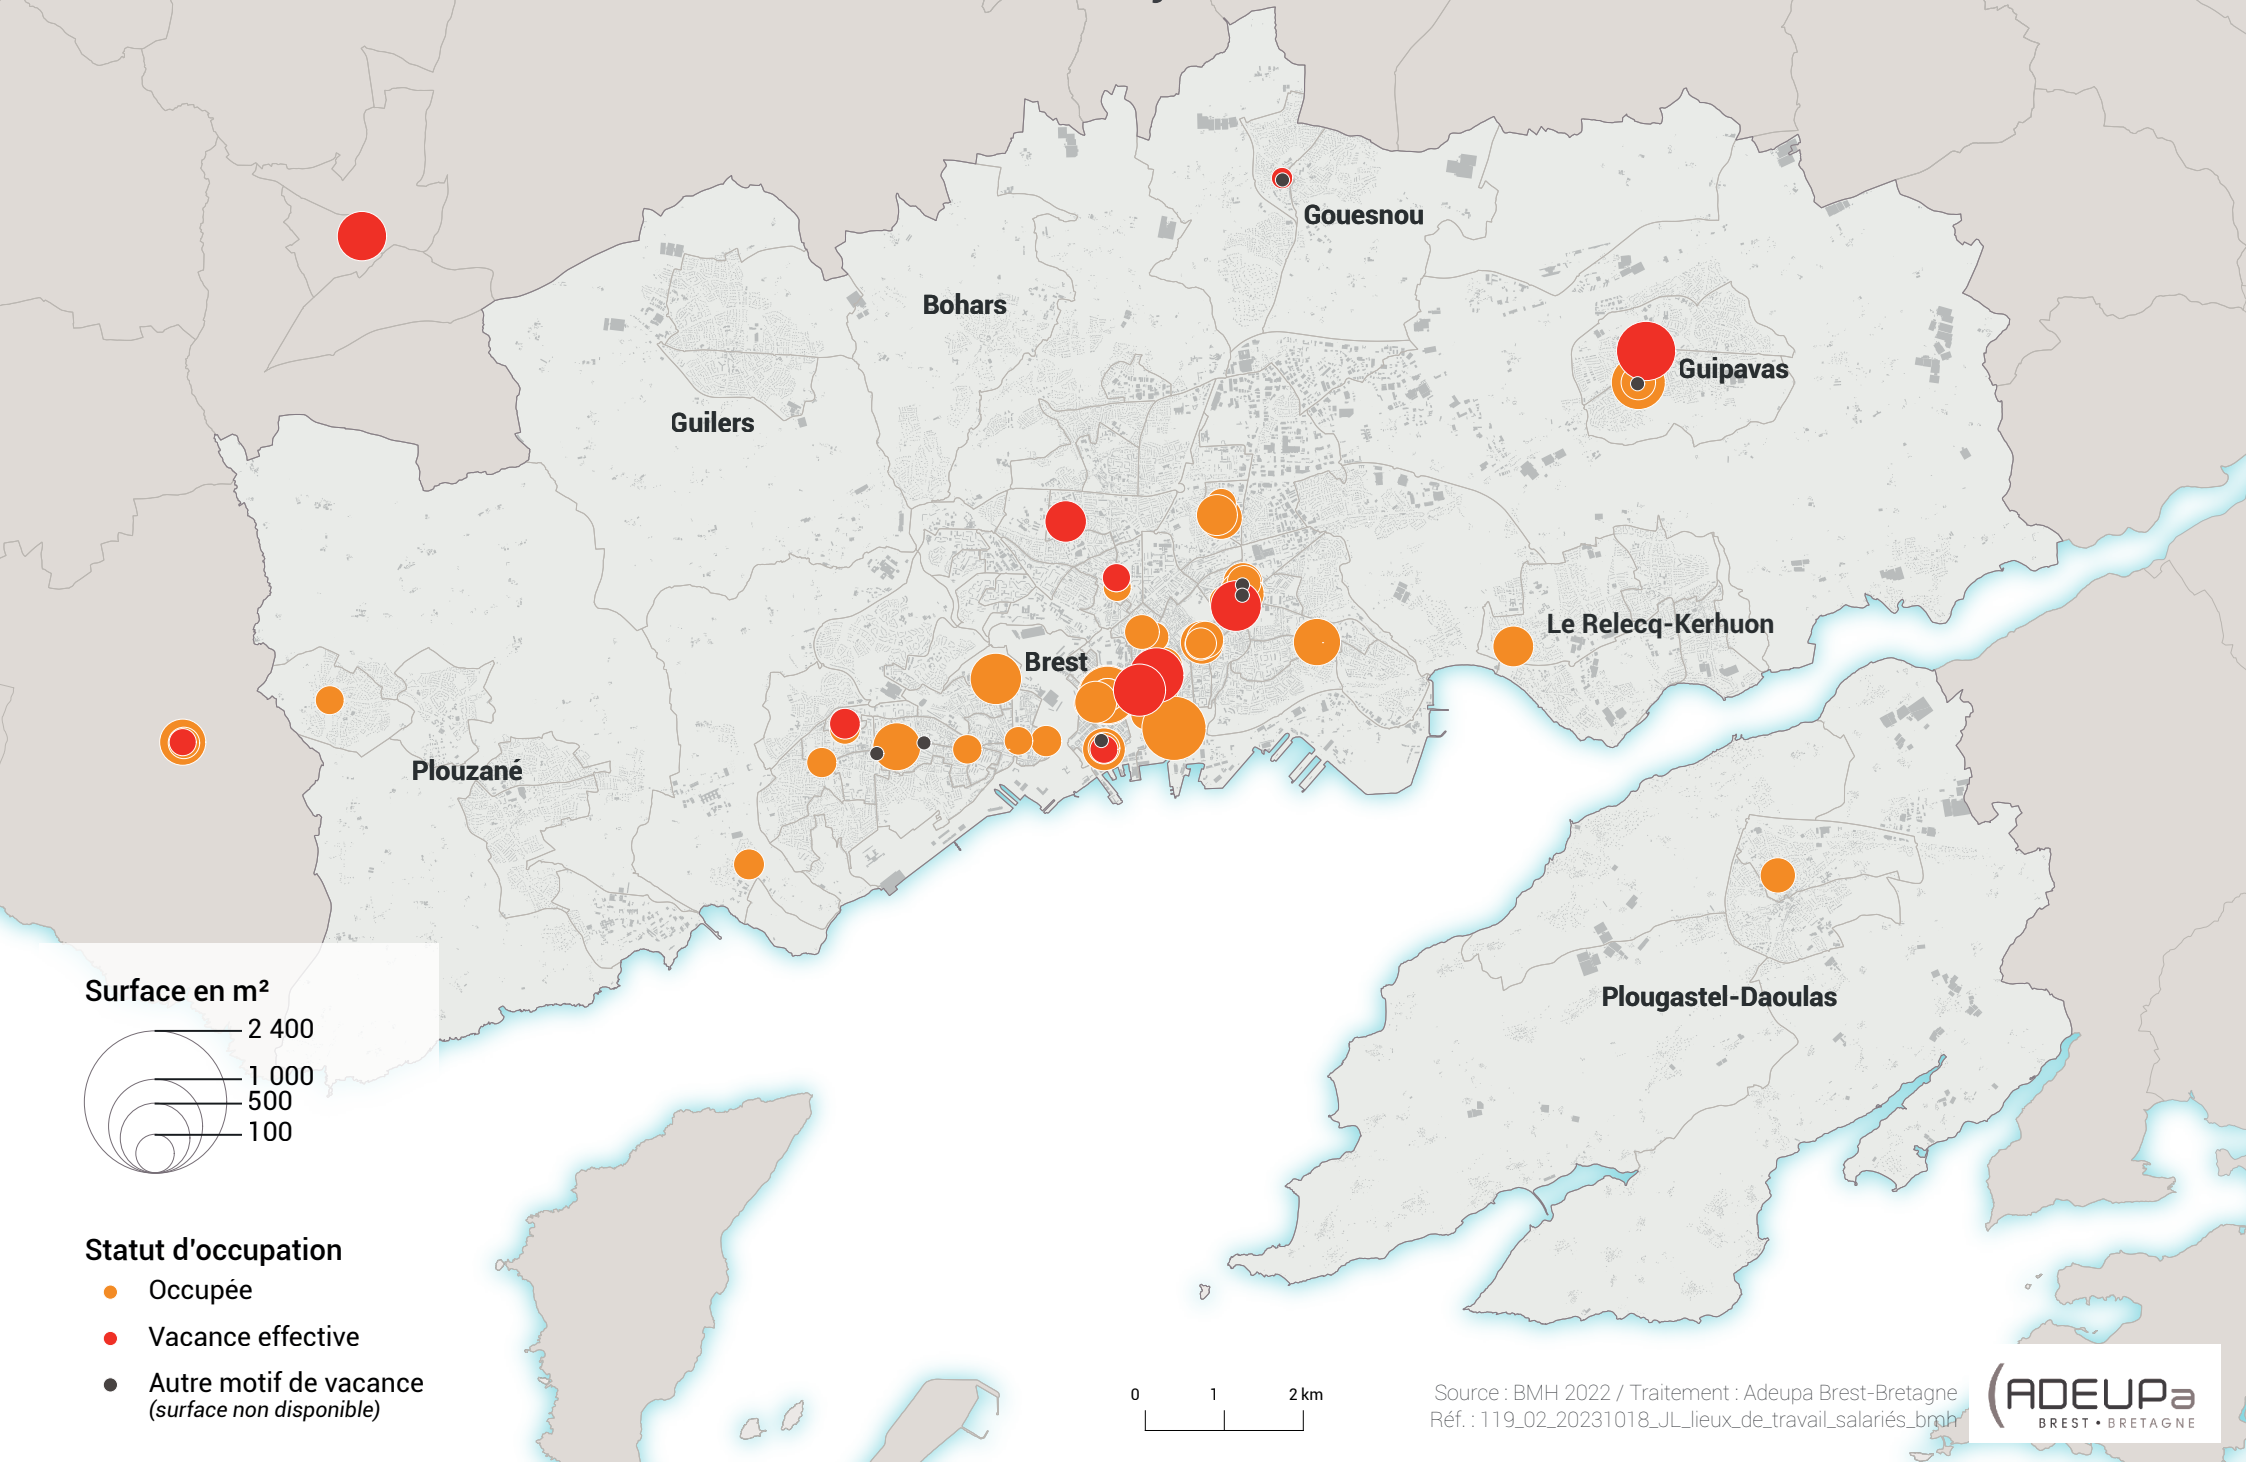 Gouesnou
Bohars
Guipavas
Guilers
Le Relecq-Kerhuon
Brest
Plouzané
Plougastel-Daoulas
Surface en m²
2 400
1 000
500
100
Statut d'occupation
Occupée
Vacance effective
Autre motif de vacance
(surface non disponible)
0 1 2 km
Source : BMH 2022 / Traitement : Adeupa Brest-Bretagne
Réf. : 119_02_20231018_JL_lieux_de_travail_salariés_bmh
ADEUPa
BREST • BRETAGNE